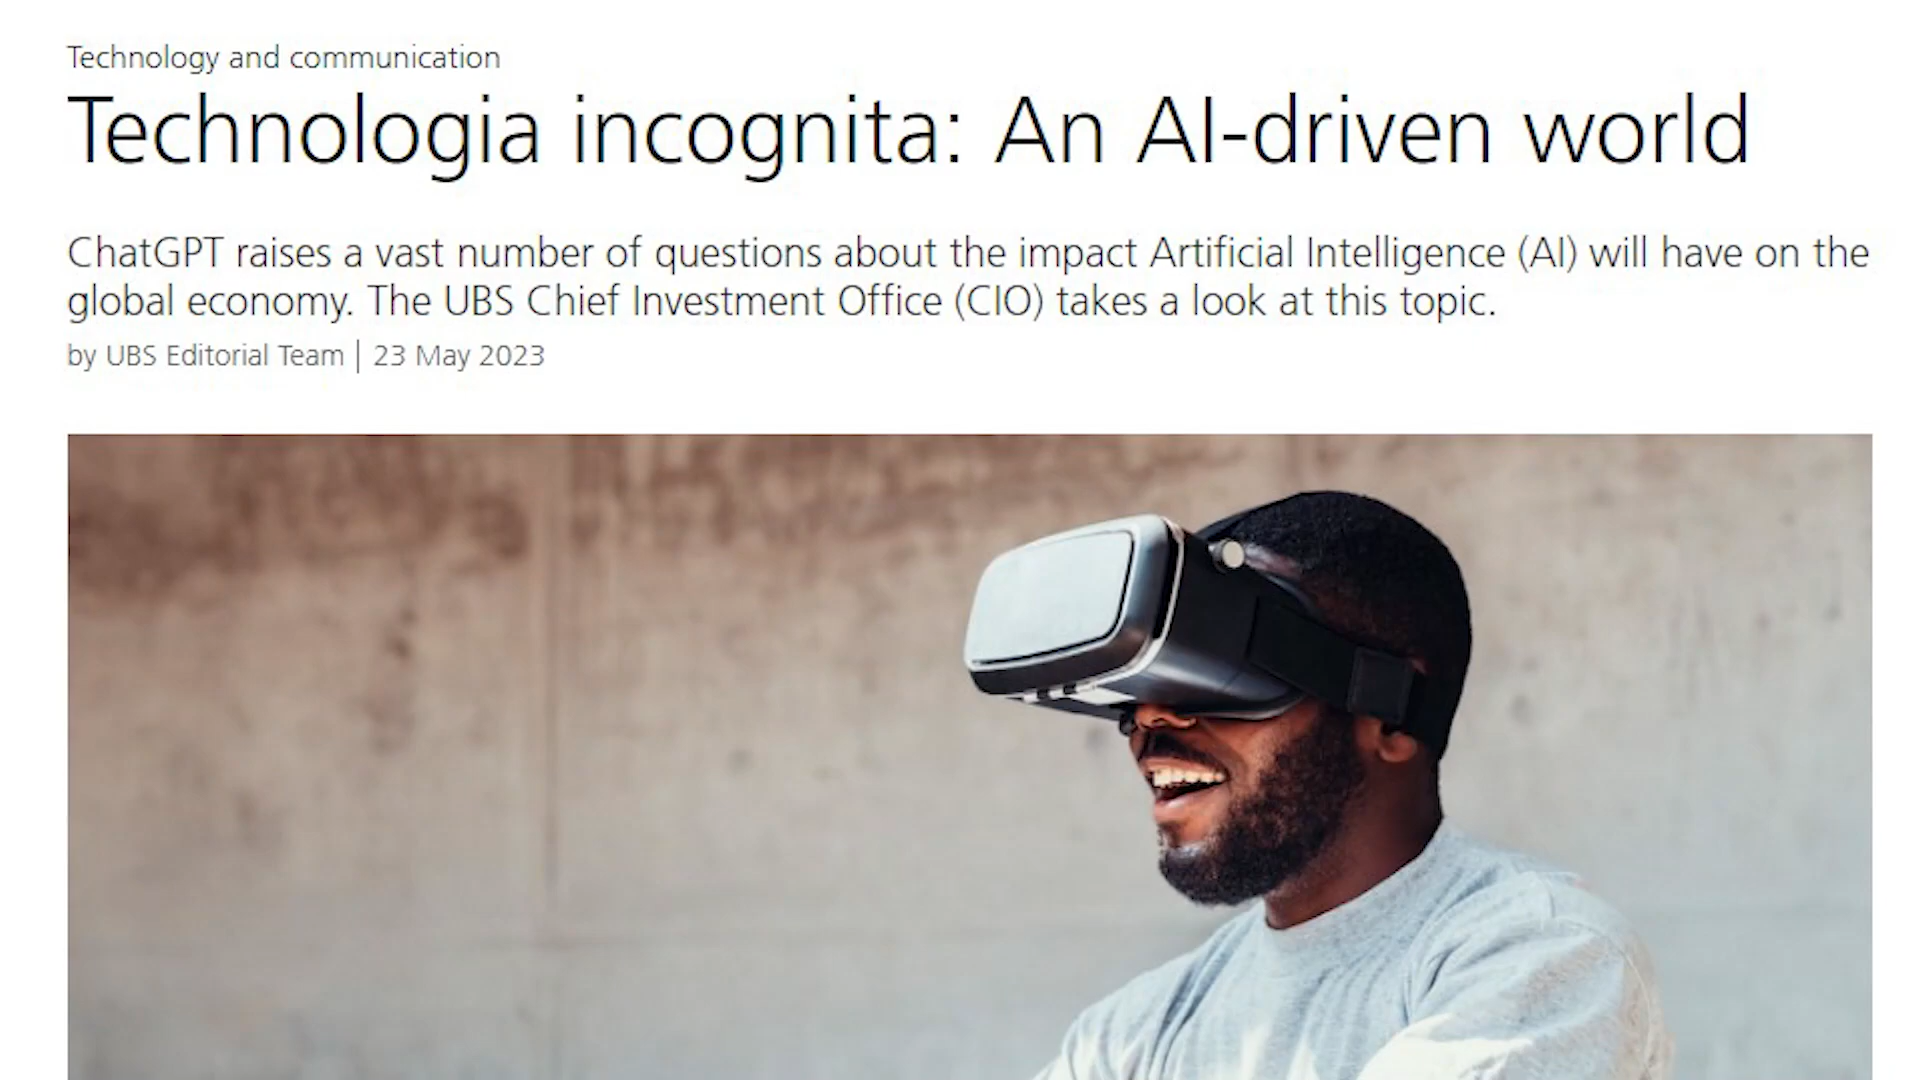 Technology and communication
Technologia incognita: An AI-driven world
ChatGPT raises a vast number of questions about the impact Artificial Intelligence (AI) will have on the
global economy. The UBS Chief Investment Office (CIO) takes a look at this topic.
by UBS Editorial Team | 23 May 2023